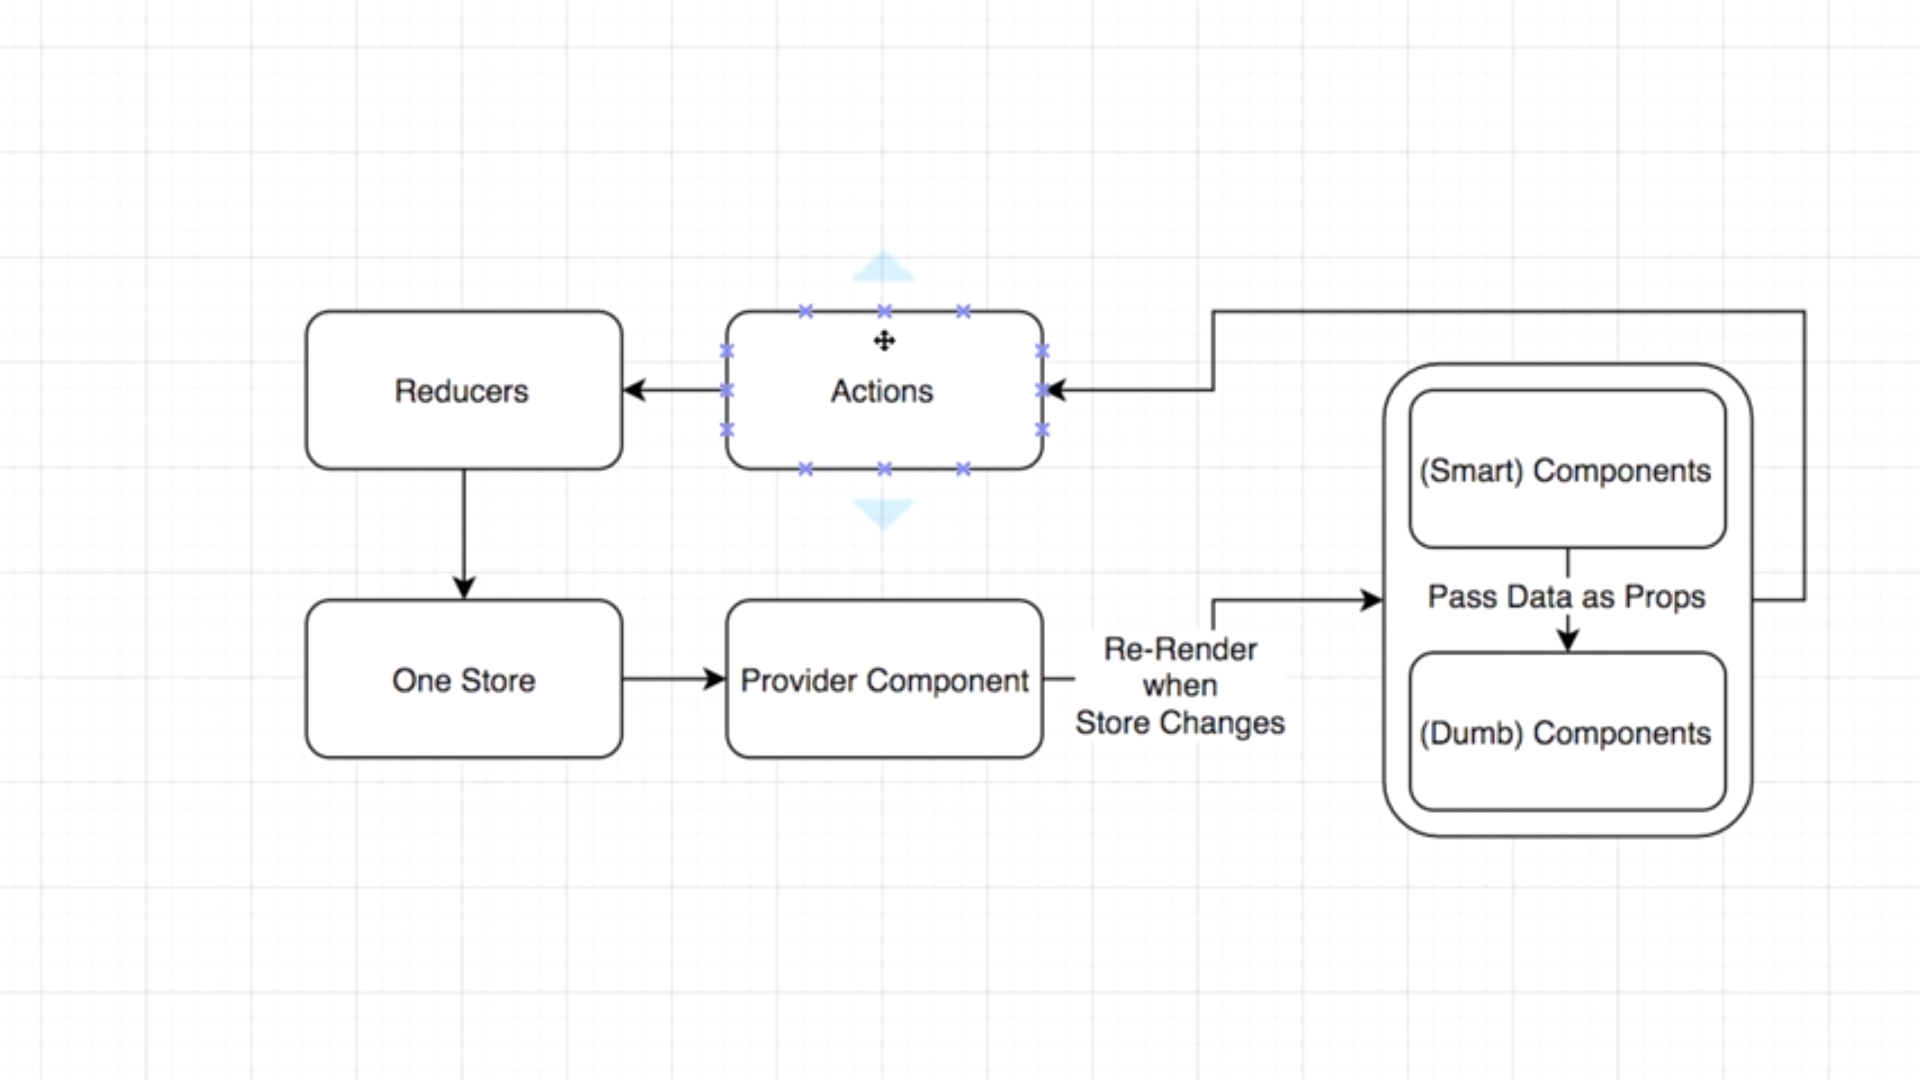 Reducers
Actions
(Smart) Components
Pass Data as Props
(Dumb) Components
One Store
Provider Component
Re-Render
when
Store Changes